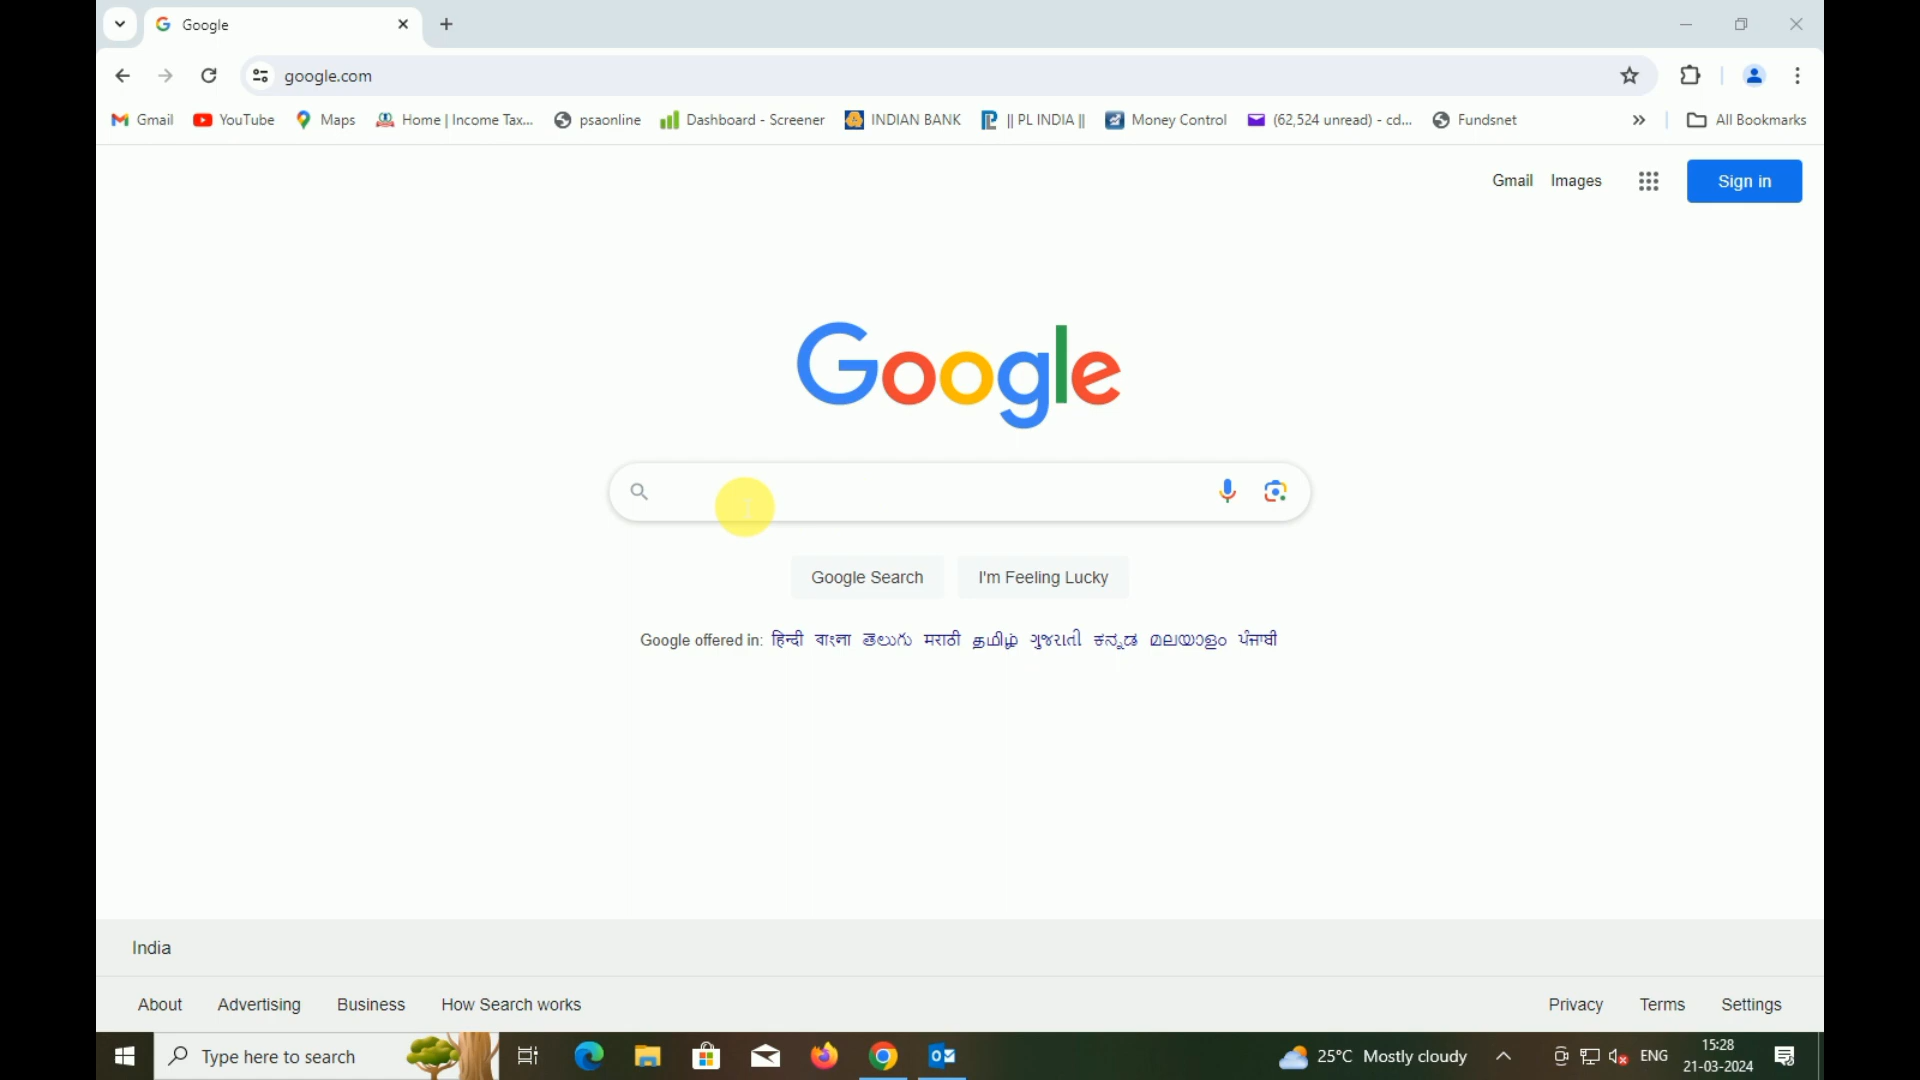 Google
google.com
Gmail YouTube Maps Home | Income Tax... psaonline Dashboard - Screener INDIAN BANK || PL INDIA || Money Control (62,524 unread) - cd... Fundsnet » All Bookmarks
Gmail Images Sign in
Google
Google Search I'm Feeling Lucky
Google offered in: हिन्दी বাংলা తెలుగు मराठी தமிழ் ગુજરાતી ಕನ್ನಡ മലയാളം ਪੰਜਾਬੀ
India
About Advertising Business How Search works Privacy Terms Settings
Type here to search 25°C Mostly cloudy ENG 15:28
21-03-2024